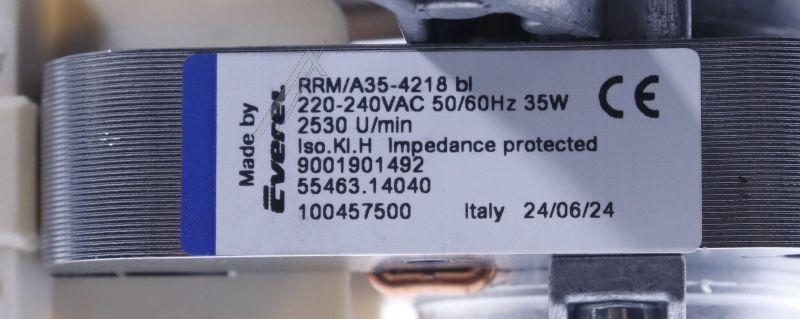 Made by
Everel
RRM/A35-4218 bl
220-240VAC 50/60Hz 35W
2530 U/min
Iso.Kl.H Impedance protected
9001901492
55463.14040
100457500 Italy 24/06/24
CE